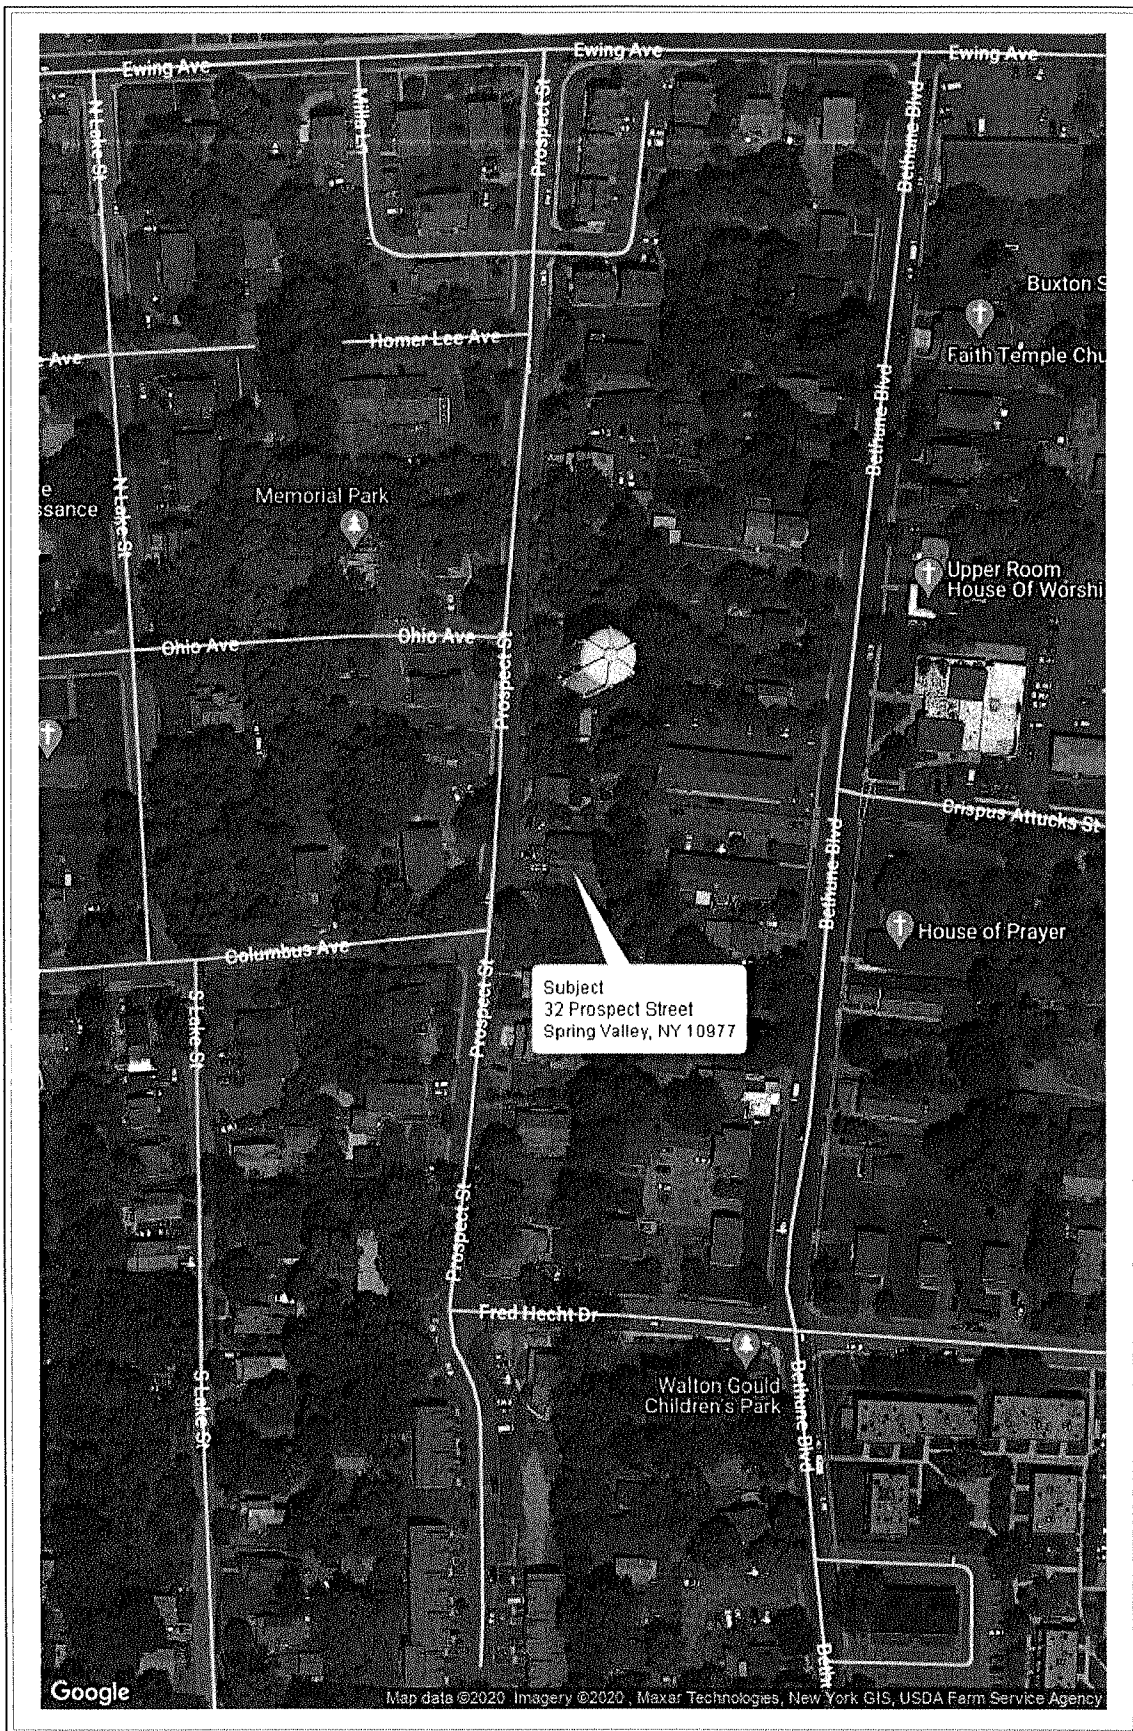 Ewing Ave
Ewing Ave
Ewing Ave
N Lake St
Milla Ln
Prospect St
Bethune Blvd
Buxton S
Faith Temple Chu
Homer Lee Ave
e Ave
Bethune Blvd
N Lake St
e
ssance
Memorial Park
Upper Room
House Of Worshi
Ohio Ave
Ohio Ave
Prospect St
Crispus Attucks St
Bethune Blvd
House of Prayer
Columbus Ave
Prospect St
S Lake St
Subject
32 Prospect Street
Spring Valley, NY 10977
Prospect St
Fred Hecht Dr
Walton Gould
Children's Park
S Lake St
Bethune Blvd
Betht
Google
Map data ©2020 Imagery ©2020 , Maxar Technologies, New York GIS, USDA Farm Service Agency